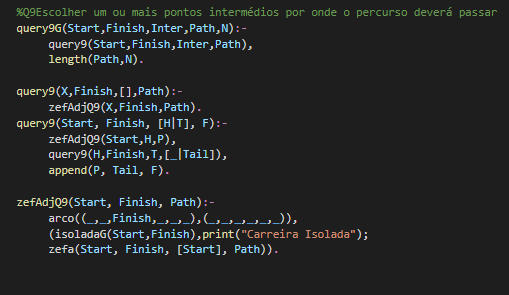 %Q9Escolher um ou mais pontos intermédios por onde o percurso deverá passar
query9G(Start,Finish,Inter,Path,N):-
query9(Start,Finish,Inter,Path),
length(Path,N).
query9(X,Finish,[],Path):-
zefAdjQ9(X,Finish,Path).
query9(Start, Finish, [H|T], F):-
zefAdjQ9(Start,H,P),
query9(H,Finish,T,[_|Tail]),
append(P, Tail, F).
zefAdjQ9(Start, Finish, Path):-
arco((_,_,Finish,_,_,_),(_,_,_,_,_,_)),
(isoladaG(Start,Finish),print("Carreira Isolada");
zefa(Start, Finish, [Start], Path)).